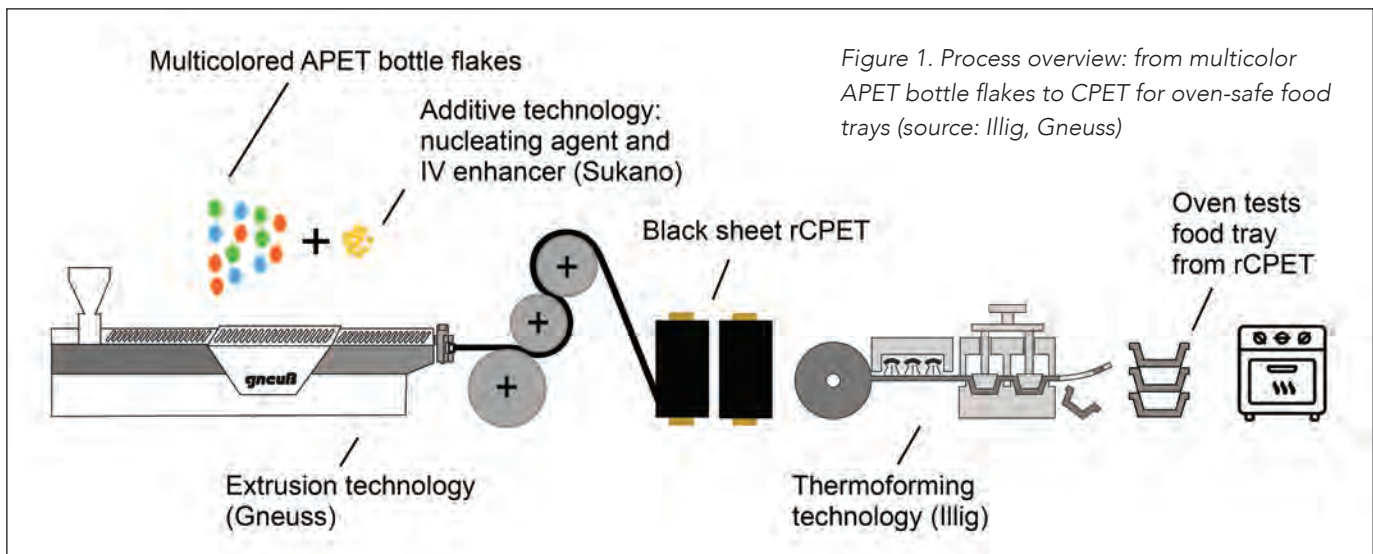 Multicolored APET bottle flakes
Additive technology:
nucleating agent and
IV enhancer (Sukano)
Figure 1. Process overview: from multicolor
APET bottle flakes to CPET for oven-safe food
trays (source: Illig, Gneuss)
+
Black sheet rCPET
Oven tests
food tray
from rCPET
+
+
+
gneuß
Extrusion technology
(Gneuss)
Thermoforming
technology (Illig)